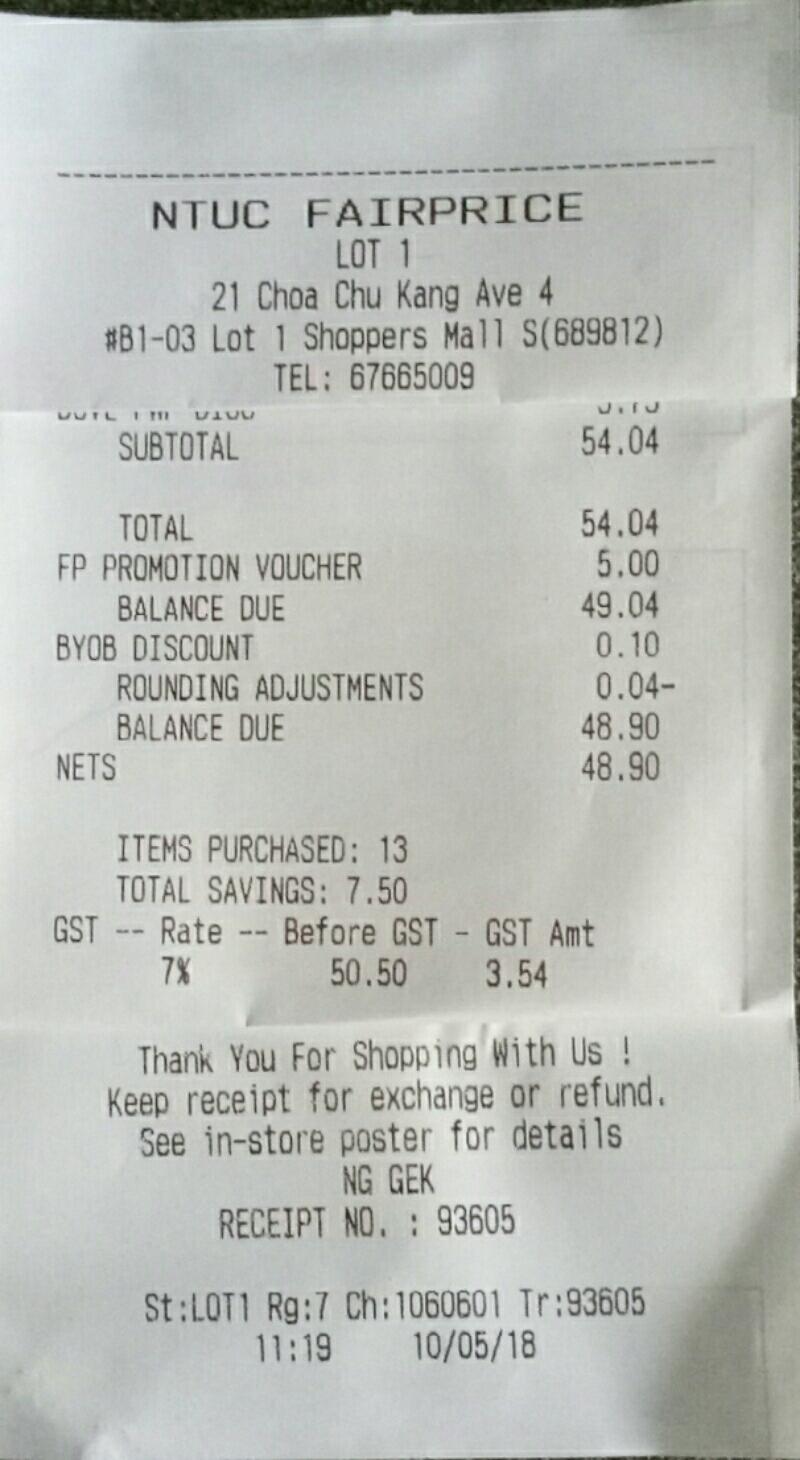 NTUC FAIRPRICE
LOT 1
21 Choa Chu Kang Ave 4
#B1-03 Lot 1 Shoppers Mall S(689812)
TEL: 67665009
SUBTOTAL 54.04
TOTAL 54.04
FP PROMOTION VOUCHER 5.00
BALANCE DUE 49.04
BYOB DISCOUNT 0.10
ROUNDING ADJUSTMENTS 0.04-
BALANCE DUE 48.90
NETS 48.90
ITEMS PURCHASED: 13
TOTAL SAVINGS: 7.50
GST -- Rate -- Before GST - GST Amt
7% 50.50 3.54
Thank You For Shopping With Us !
Keep receipt for exchange or refund.
See in-store poster for details
NG GEK
RECEIPT NO. : 93605
St:LOT1 Rg:7 Ch:1060601 Tr:93605
11:19 10/05/18